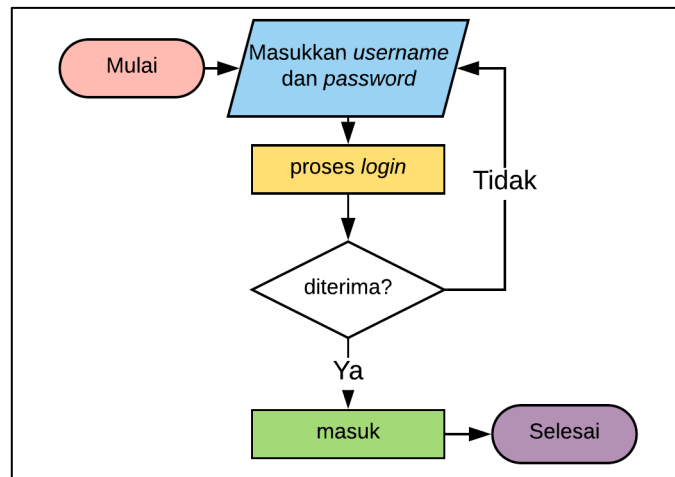 Mulai
Masukkan username
dan password
proses login
Tidak
diterima?
Ya
masuk
Selesai